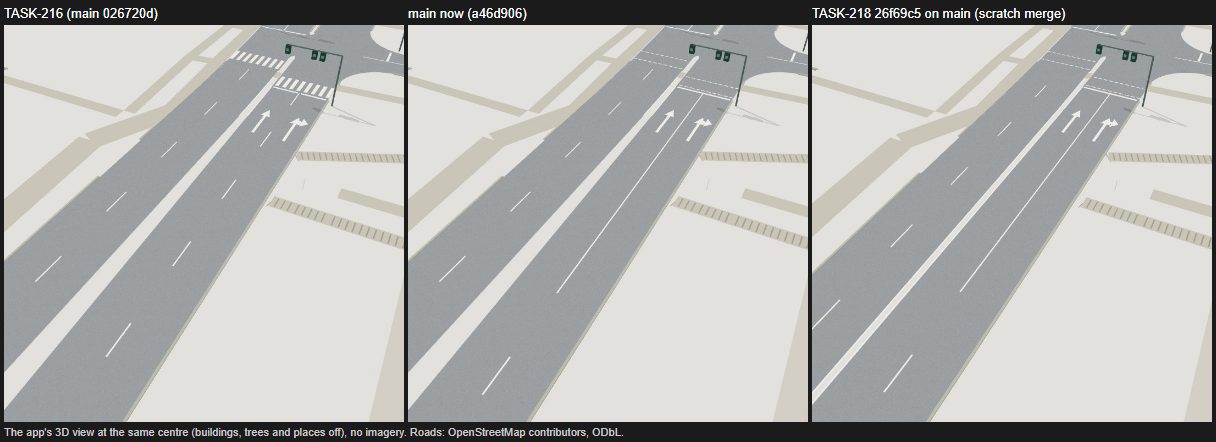 TASK-216 (main 026720d)
main now (a46d906)
TASK-218 26f69c5 on main (scratch merge)
The app's 3D view at the same centre (buildings, trees and places off), no imagery. Roads: OpenStreetMap contributors, ODbL.